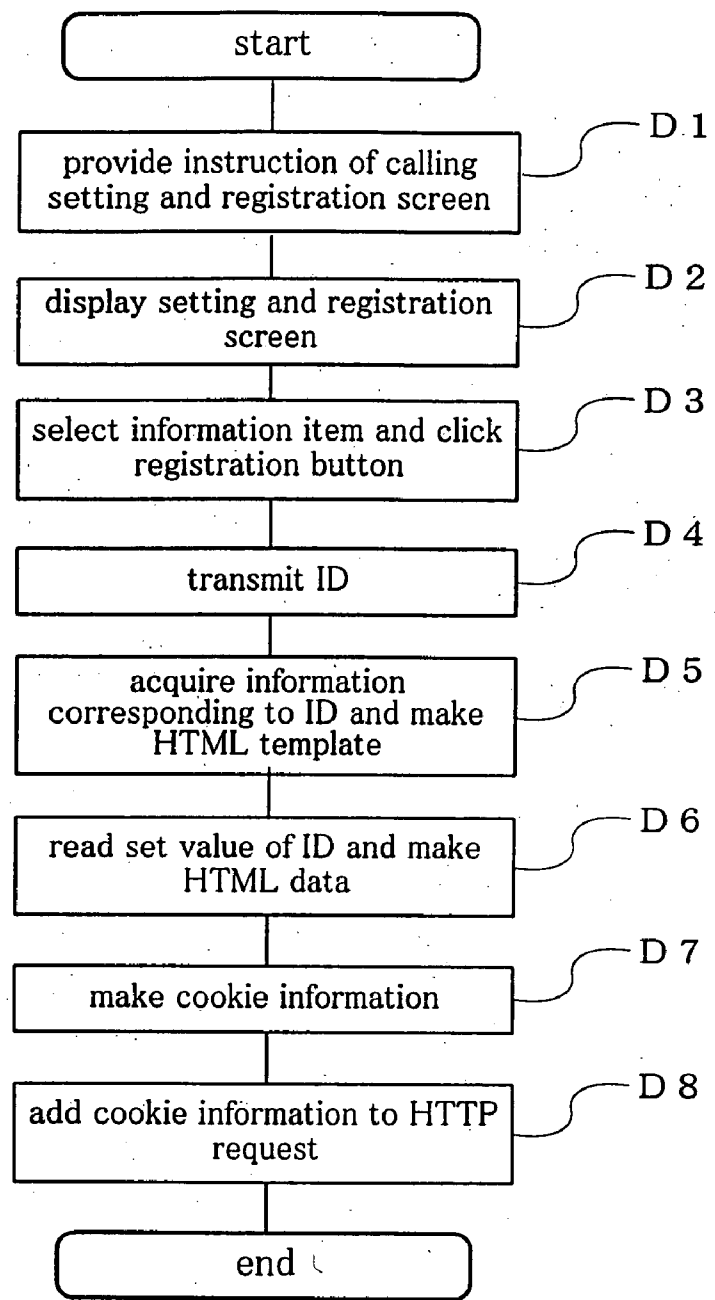 start
D 1
provide instruction of calling
setting and registration screen
D 2
display setting and registration
screen
D 3
select information item and click
registration button
D 4
transmit ID
D 5
acquire information
corresponding to ID and make
HTML template
D 6
read set value of ID and make
HTML data
D 7
make cookie information
D 8
add cookie information to HTTP
request
end